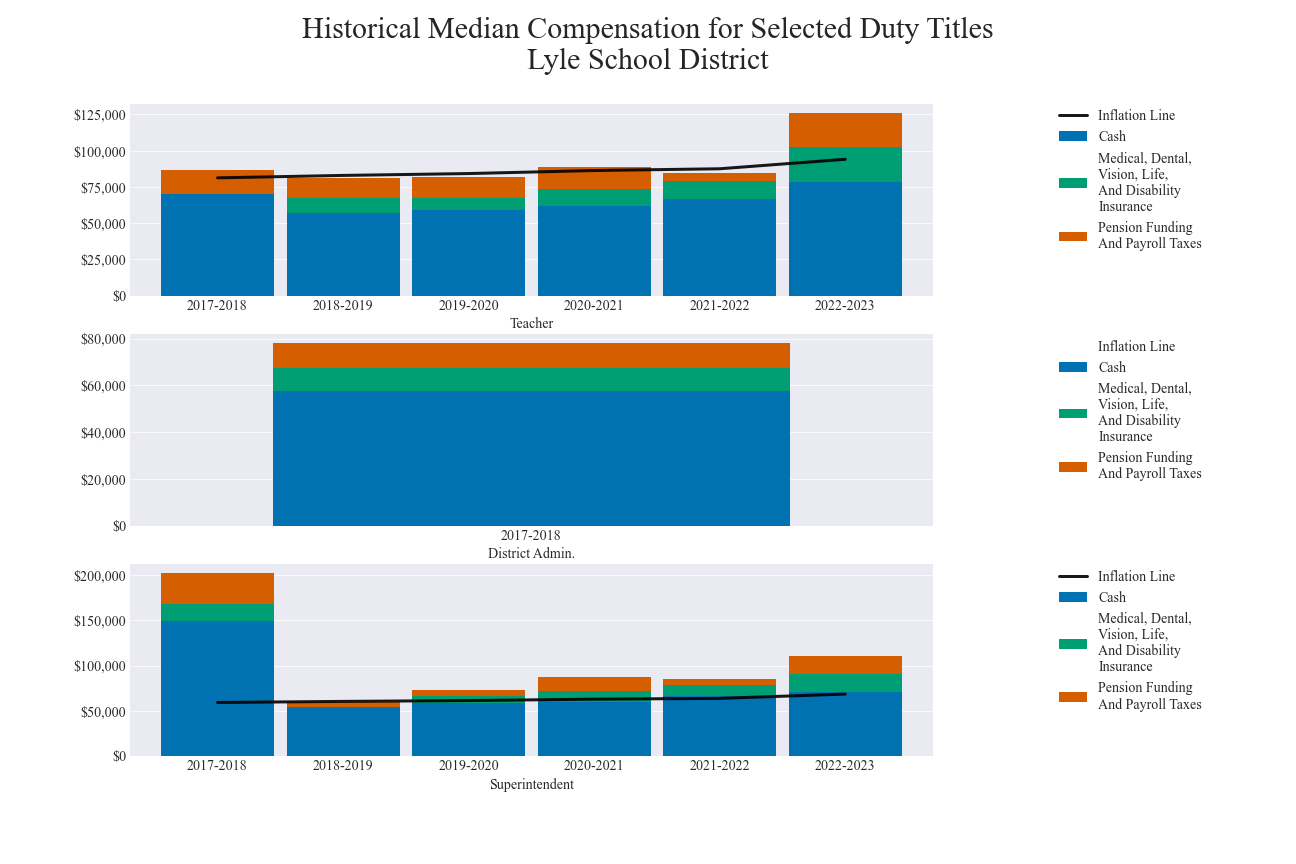 Historical Median Compensation for Selected Duty Titles
Lyle School District
$125,000
$100,000
$75,000
$50,000
$25,000
$0
2017-2018 2018-2019 2019-2020 2020-2021 2021-2022 2022-2023
Teacher
Inflation Line
Cash
Medical, Dental,
Vision, Life,
And Disability
Insurance
Pension Funding
And Payroll Taxes
$80,000
$60,000
$40,000
$20,000
$0
2017-2018
District Admin.
Inflation Line
Cash
Medical, Dental,
Vision, Life,
And Disability
Insurance
Pension Funding
And Payroll Taxes
$200,000
$150,000
$100,000
$50,000
$0
2017-2018 2018-2019 2019-2020 2020-2021 2021-2022 2022-2023
Superintendent
Inflation Line
Cash
Medical, Dental,
Vision, Life,
And Disability
Insurance
Pension Funding
And Payroll Taxes